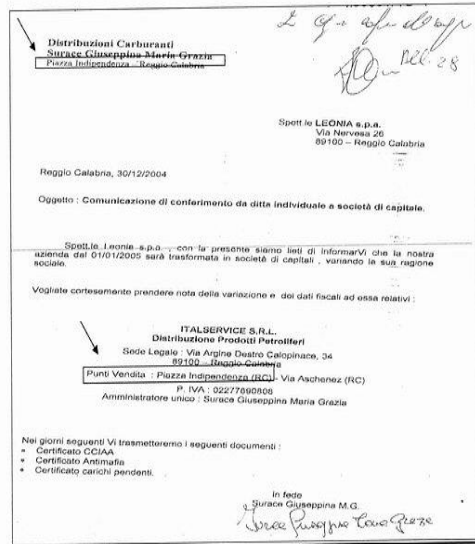 Distribuzioni Carburanti
Surace Giuseppina Maria Grazia
Piazza Indipendenza - Reggio Calabria
All. 28
Spett.le LEONIA s.p.a.
Via Nervesa 26
89100 – Reggio Calabria
Reggio Calabria, 30/12/2004
Oggetto : Comunicazione di conferimento da ditta individuale a società di capitale.
Spett.le Leonia s.p.a. , con la presente siamo lieti di informarVi che la nostra
azienda dal 01/01/2005 sarà trasformata in società di capitali , variando la sua ragione
sociale.
Vogliate cortesemente prendere nota della variazione e dei dati fiscali ad essa relativi :
ITALSERVICE S.R.L.
Distribuzione Prodotti Petroliferi
Sede Legale : Via Argine Destro Calopinace, 34
89100 – Reggio Calabria
Punti Vendita : Piazza Indipendenza (RC) - Via Aschenez (RC)
P. IVA : 02277690806
Amministratore unico : Surace Giuseppina Maria Grazia
Nei giorni seguenti Vi trasmetteremo i seguenti documenti :
• Certificato CCIAA
• Certificato Antimafia
• Certificato carichi pendenti.
In fede
Surace Giuseppina M.G.